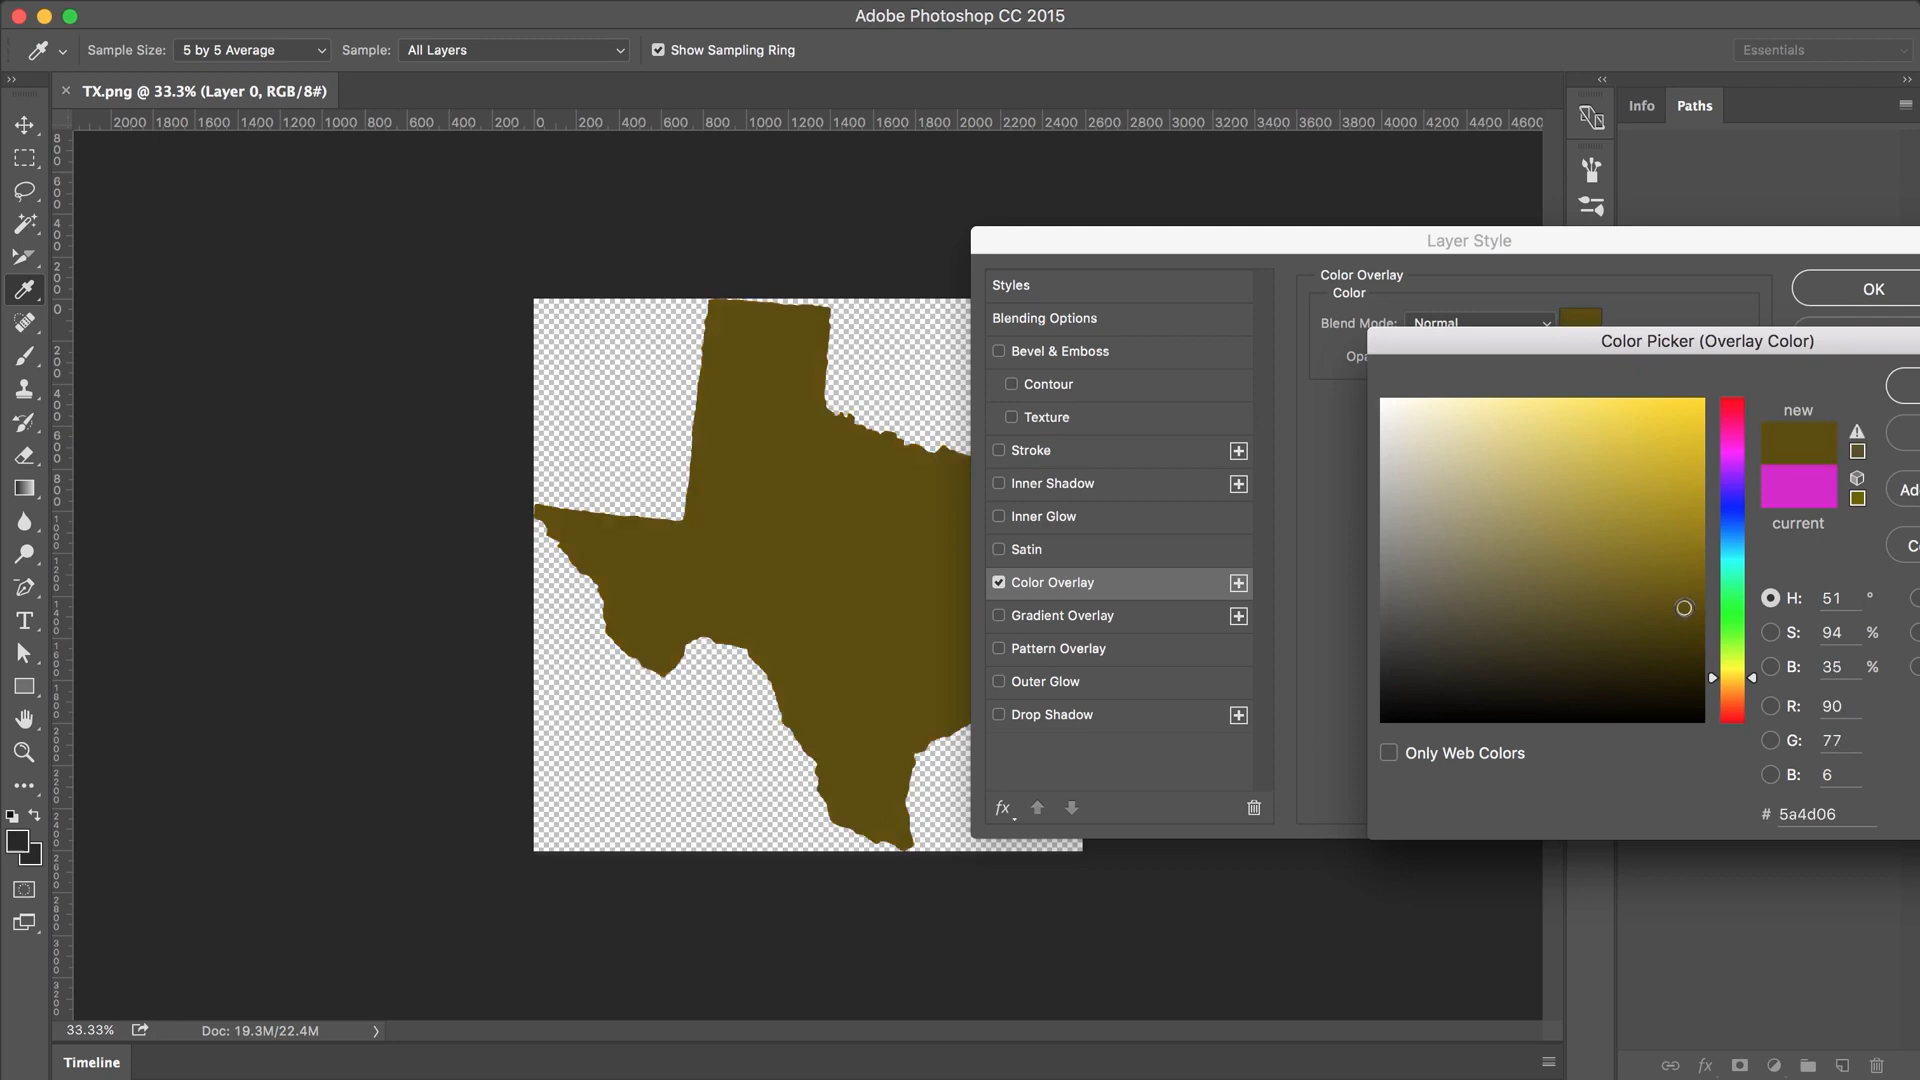 Adobe Photoshop CC 2015
Sample Size: 5 by 5 Average Sample: All Layers Show Sampling Ring Essentials
TX.png @ 33.3% (Layer 0, RGB/8#)
Info Paths
2000 1800 1600 1400 1200 1000 800 600 400 200 0 200 400 600 800 1000 1200 1400 1600 1800 2000 2200 2400 2600 2800 3000 3200 3400 3600 3800 4000 4200 4400 4600
Layer Style
Styles
Blending Options
Bevel & Emboss
Contour
Texture
Stroke
Inner Shadow
Inner Glow
Satin
Color Overlay
Gradient Overlay
Pattern Overlay
Outer Glow
Drop Shadow
fx
Color Overlay
Color
Blend Mode: Normal
Opa
OK
Color Picker (Overlay Color)
new
current
Ad
Co
H: 51 °
S: 94 %
B: 35 %
R: 90
G: 77
B: 6
# 5a4d06
Only Web Colors
33.33% Doc: 19.3M/22.4M
Timeline
fx